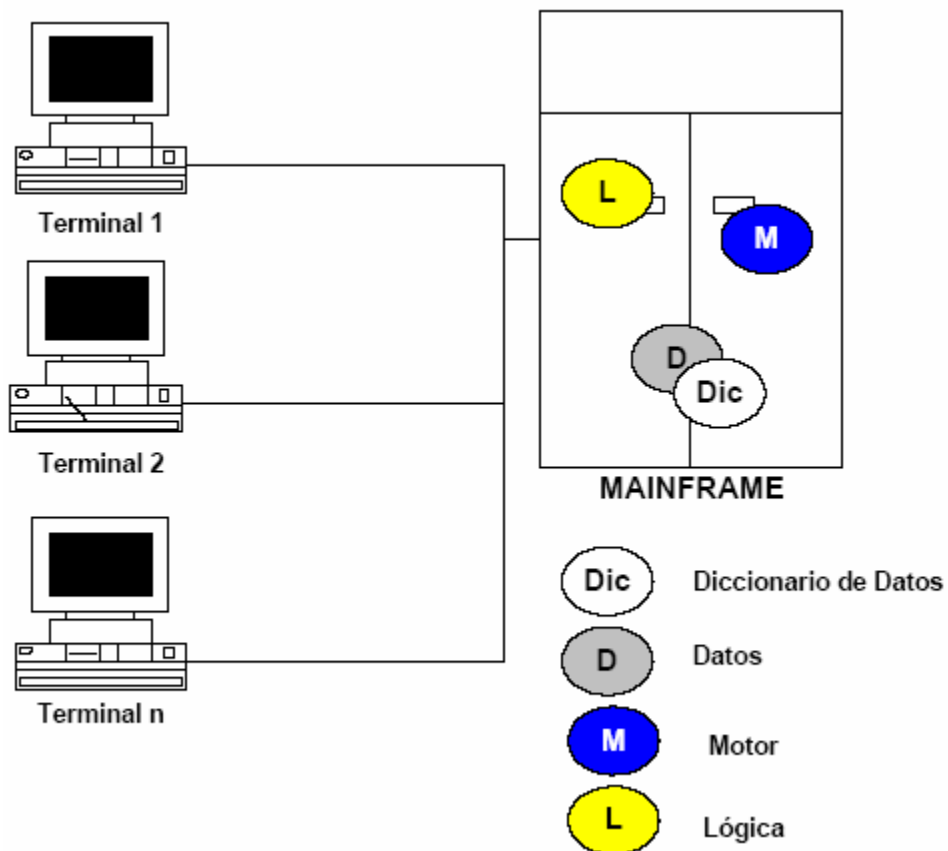 Terminal 1
Terminal 2
Terminal n
L
M
D
Dic
MAINFRAME
Dic Diccionario de Datos
D Datos
M Motor
L Lógica